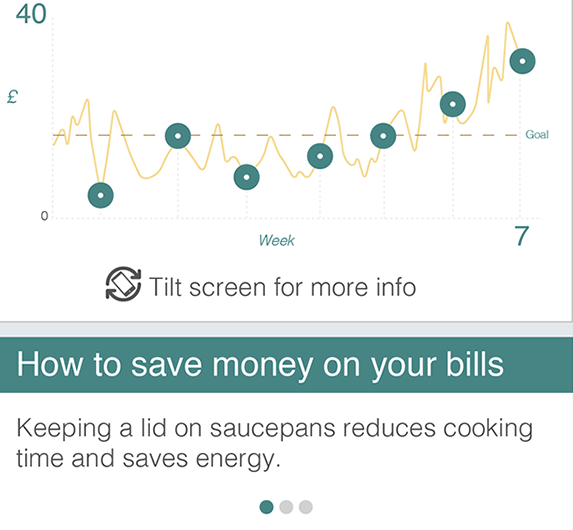 40
£
Goal
0
Week
7
Tilt screen for more info
How to save money on your bills
Keeping a lid on saucepans reduces cooking
time and saves energy.